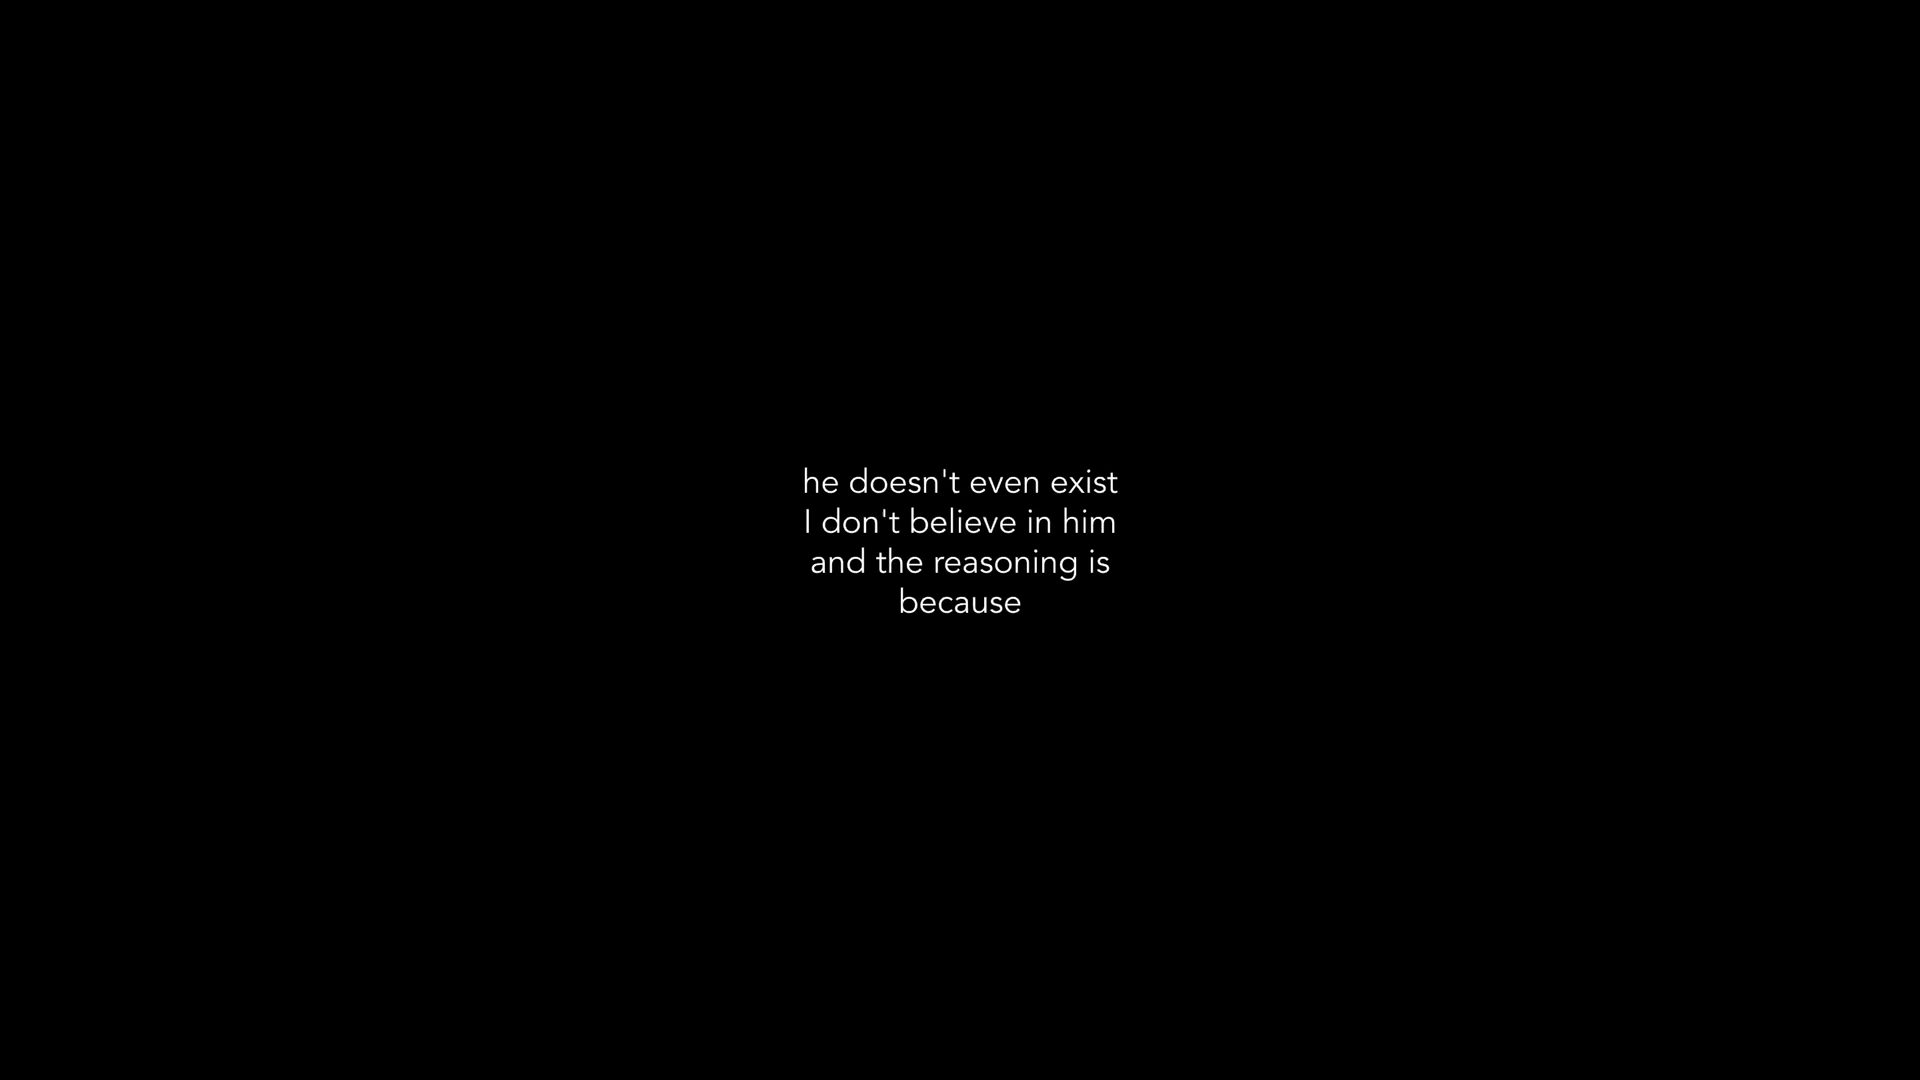 he doesn't even exist
I don't believe in him
and the reasoning is
because